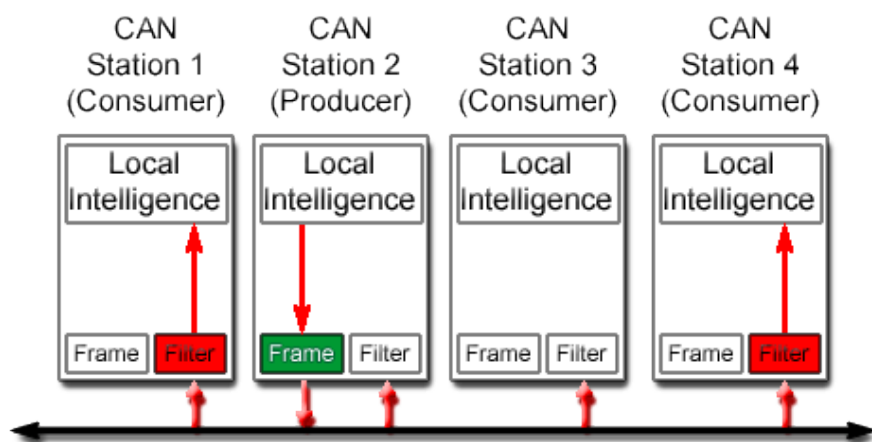 CAN
Station 1
(Consumer)
CAN
Station 2
(Producer)
CAN
Station 3
(Consumer)
CAN
Station 4
(Consumer)
Local
Intelligence
Local
Intelligence
Local
Intelligence
Local
Intelligence
Frame
Filter
Frame
Filter
Frame
Filter
Frame
Filter